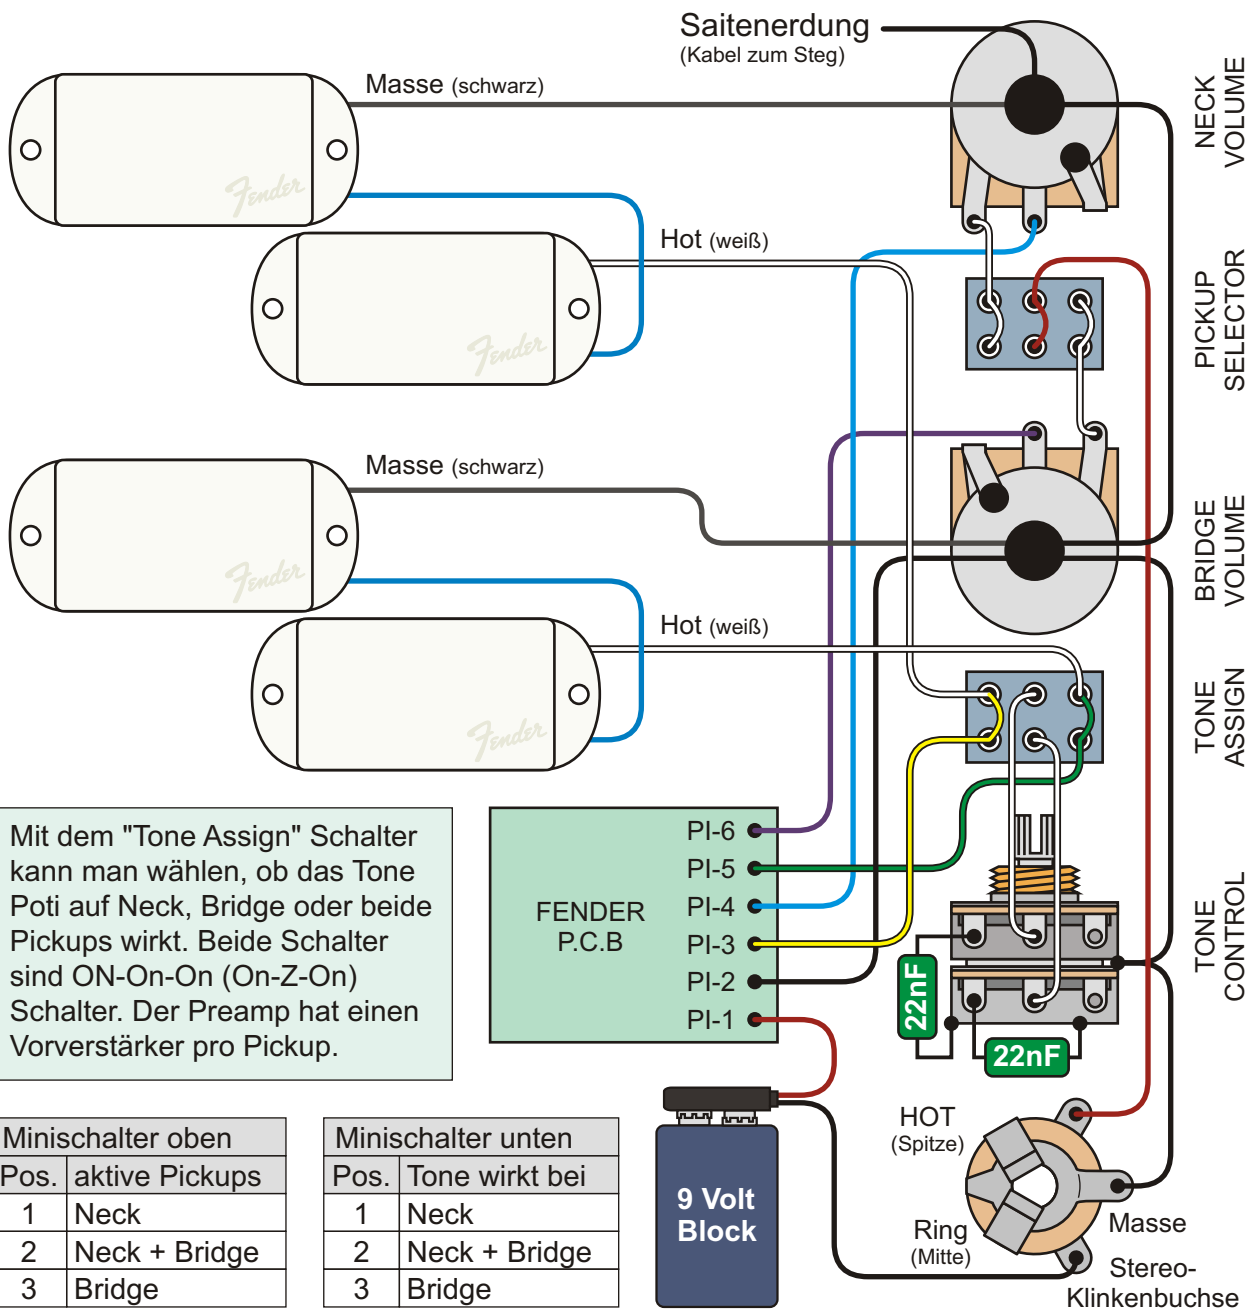 Saitenerdung
(Kabel zum Steg)
Masse (schwarz)
NECK
VOLUME
Fender
Hot (weiß)
PICKUP
SELECTOR
Fender
Masse (schwarz)
BRIDGE
VOLUME
Fender
Hot (weiß)
TONE
ASSIGN
Fender
Mit dem "Tone Assign" Schalter
kann man wählen, ob das Tone
Poti auf Neck, Bridge oder beide
Pickups wirkt. Beide Schalter
sind ON-On-On (On-Z-On)
Schalter. Der Preamp hat einen
Vorverstärker pro Pickup.
FENDER
P.C.B
PI-6
PI-5
PI-4
PI-3
PI-2
PI-1
TONE
CONTROL
22nF
22nF
Minischalter oben
Pos. aktive Pickups
1 Neck
2 Neck + Bridge
3 Bridge
Minischalter unten
Pos. Tone wirkt bei
1 Neck
2 Neck + Bridge
3 Bridge
9 Volt
Block
HOT
(Spitze)
Ring
(Mitte)
Masse
Stereo-
Klinkenbuchse